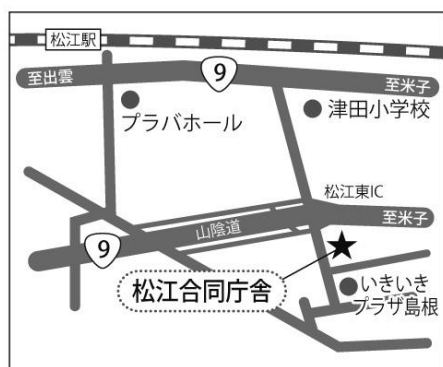 松江駅
至出雲
9
至米子
プラバホール
津田小学校
松江東IC
山陰道
至米子
9
松江合同庁舎
いきいき
プラザ島根